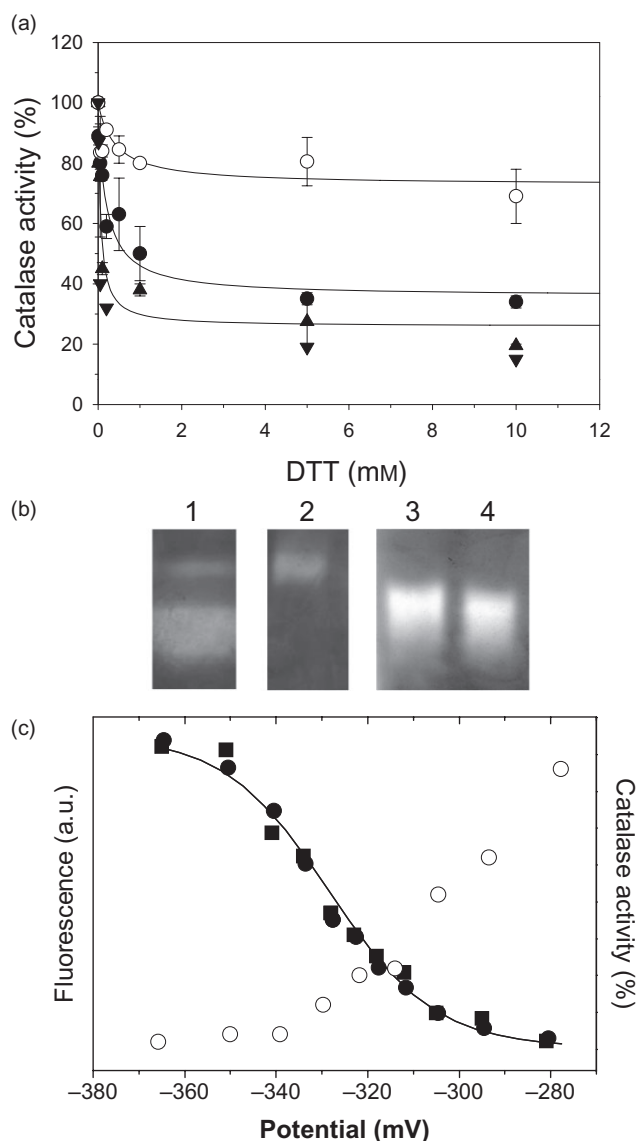 (a)
120
100
80
60
40
20
0
Catalase activity (%)
0 2 4 6 8 10 12
DTT (mM)
(b)
1 2 3 4
(c)
Fluorescence (a.u.)
Catalase activity (%)
–380 –360 –340 –320 –300 –280
Potential (mV)